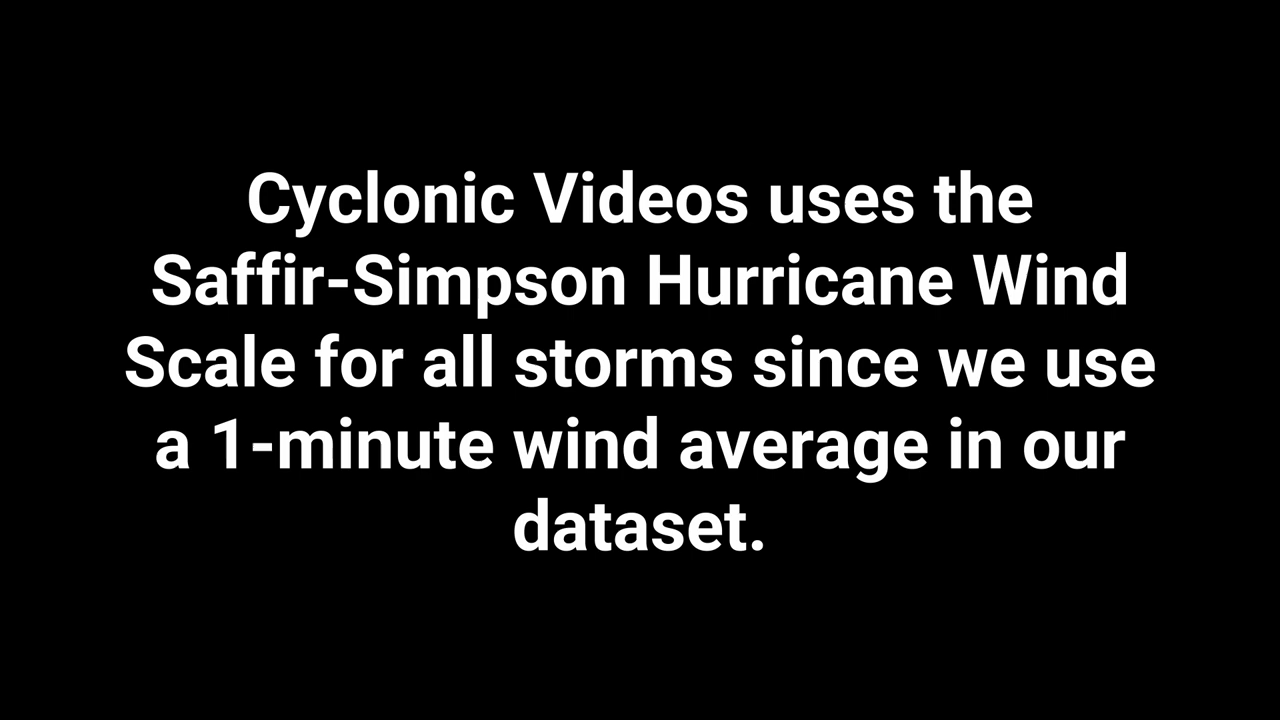 Cyclonic Videos uses the
Saffir-Simpson Hurricane Wind
Scale for all storms since we use
a 1-minute wind average in our
dataset.